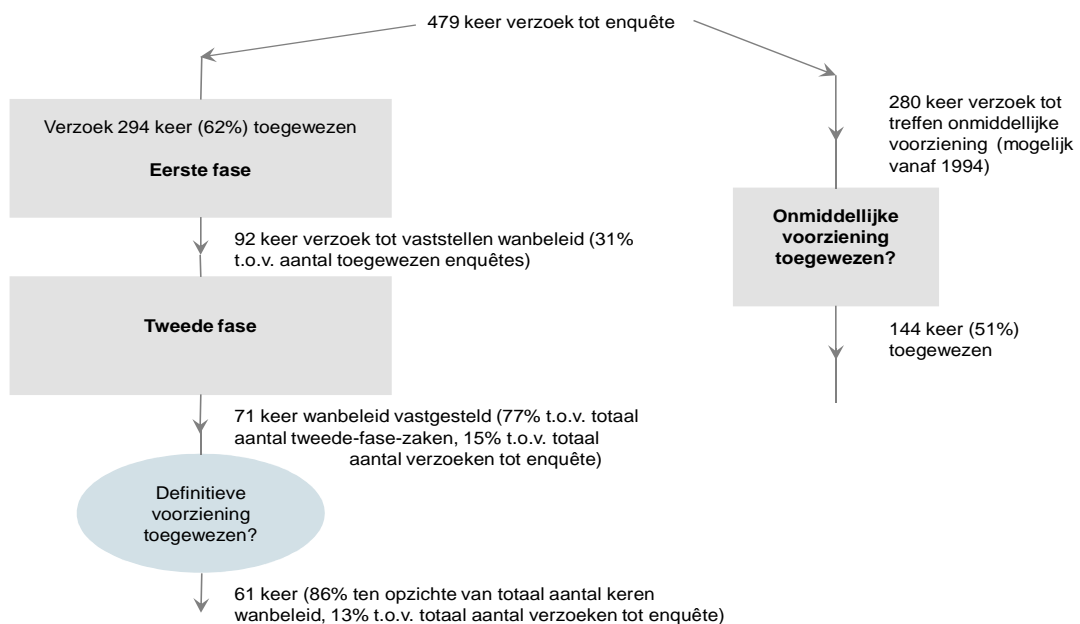 479 keer verzoek tot enquête
Verzoek 294 keer (62%) toegewezen
Eerste fase
92 keer verzoek tot vaststellen wanbeleid (31%
t.o.v. aantal toegewezen enquêtes)
Tweede fase
71 keer wanbeleid vastgesteld (77% t.o.v. totaal
aantal tweede-fase-zaken, 15% t.o.v. totaal
aantal verzoeken tot enquête)
Definitieve
voorziening
toegewezen?
61 keer (86% ten opzichte van totaal aantal keren
wanbeleid, 13% t.o.v. totaal aantal verzoeken tot enquête)
280 keer verzoek tot
treffen onmiddellijke
voorziening (mogelijk
vanaf 1994)
Onmiddellijke
voorziening
toegewezen?
144 keer (51%)
toegewezen